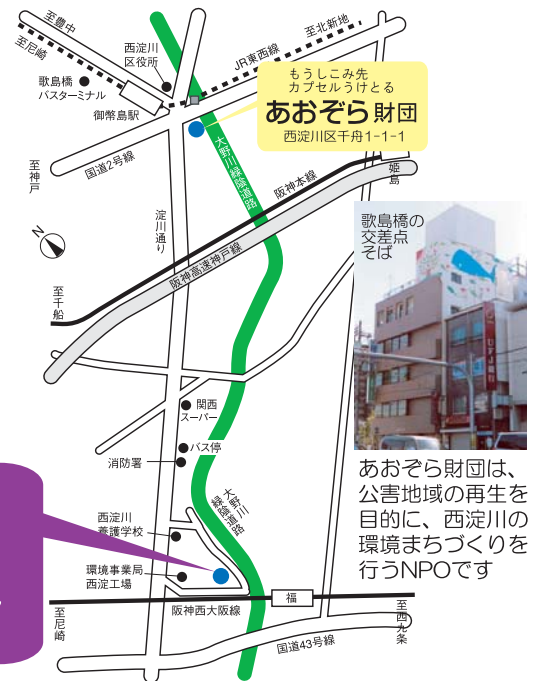 至豊中
至尼崎
西淀川
区役所
JR東西線
至北新地
歌島橋
バスターミナル
御幣島駅
もうしこみ先
カプセルうけとる
あおぞら財団
西淀川区千舟1-1-1
至神戸
国道2号線
大野川緑陰道路
阪神本線
姫島
淀川通り
N
阪神高速神戸線
至千船
歌島橋の
交差点
そば
関西
スーパー
バス停
消防署
大野川
緑陰道路
西淀川
養護学校
環境事業局
西淀工場
あおぞら財団は、
公害地域の再生を
目的に、西淀川の
環境まちづくりを
行うNPOです
福
阪神西大阪線
至尼崎
至西九条
国道43号線